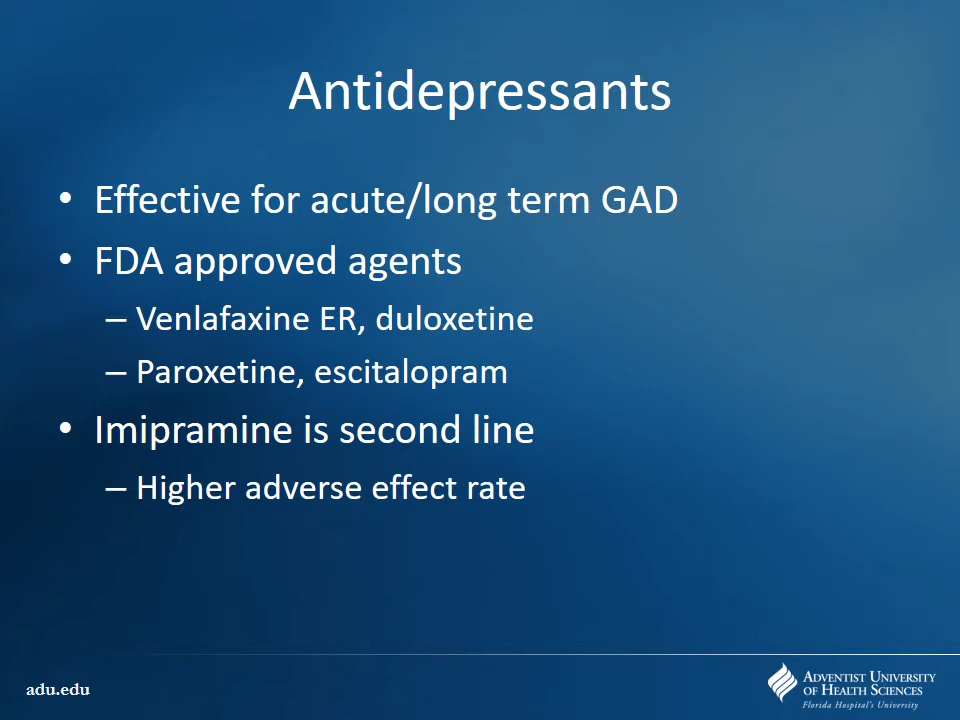 Antidepressants
• Effective for acute/long term GAD
• FDA approved agents
– Venlafaxine ER, duloxetine
– Paroxetine, escitalopram
• Imipramine is second line
– Higher adverse effect rate
adu.edu
ADVENTIST UNIVERSITY
OF HEALTH SCIENCES
Florida Hospital's University